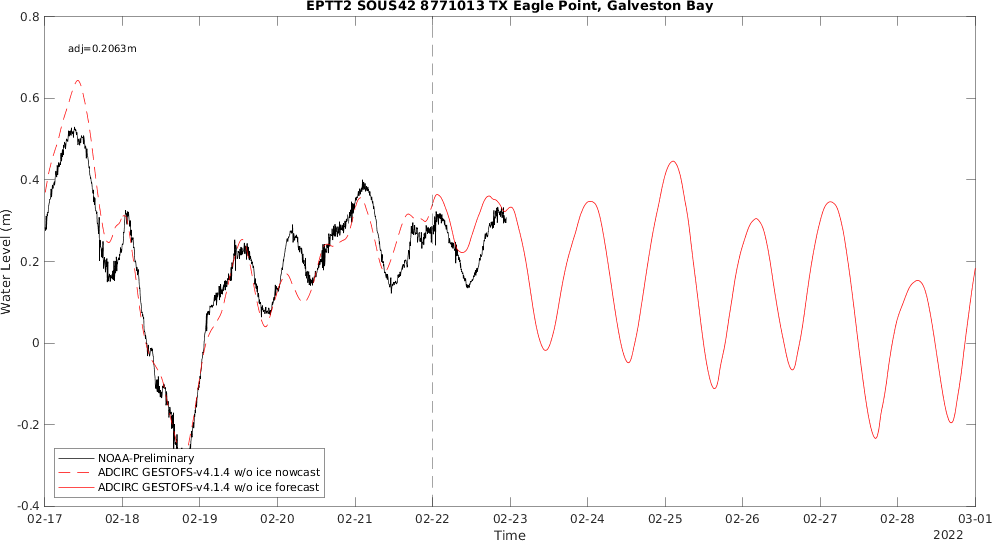 EPTT2 SOUS42 8771013 TX Eagle Point, Galveston Bay
adj=0.2063m
0.8
0.6
0.4
0.2
0
-0.2
-0.4
Water Level (m)
NOAA-Preliminary
ADCIRC GESTOFS-v4.1.4 w/o ice nowcast
ADCIRC GESTOFS-v4.1.4 w/o ice forecast
02-17 02-18 02-19 02-20 02-21 02-22 02-23 02-24 02-25 02-26 02-27 02-28 03-01
Time
2022